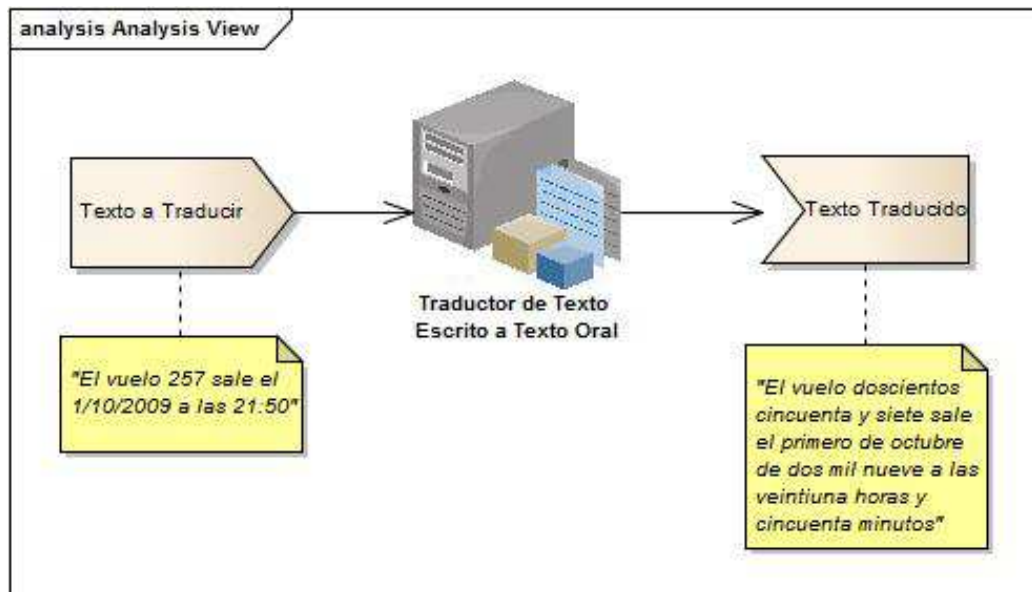 analysis Analysis View
Texto a Traducir
Traductor de Texto
Escrito a Texto Oral
Texto Traducido
"El vuelo 257 sale el
1/10/2009 a las 21:50"
"El vuelo doscientos
cincuenta y siete sale
el primero de octubre
de dos mil nueve a las
veintiuna horas y
cincuenta minutos"